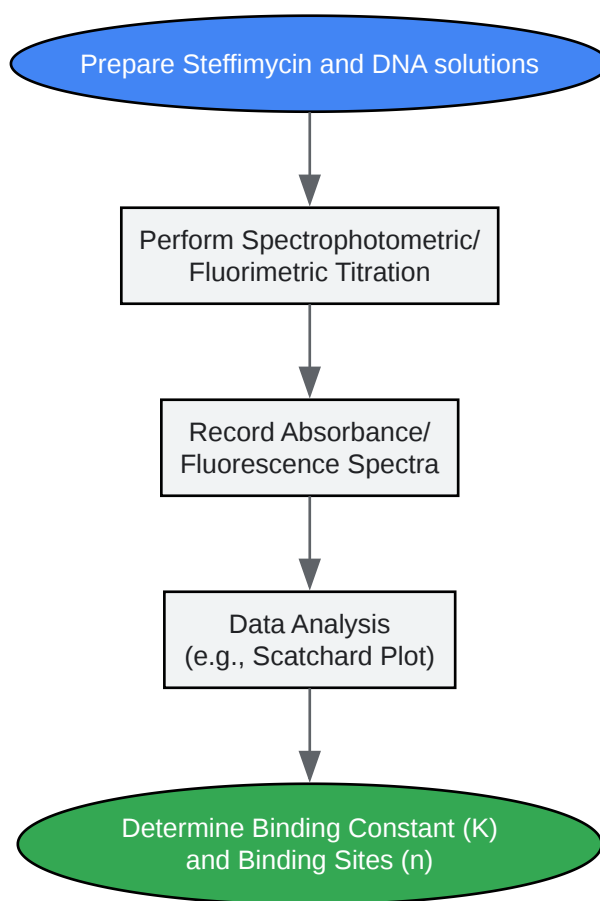 Prepare Steffimycin and DNA solutions
Perform Spectrophotometric/
Fluorimetric Titration
Record Absorbance/
Fluorescence Spectra
Data Analysis
(e.g., Scatchard Plot)
Determine Binding Constant (K)
and Binding Sites (n)